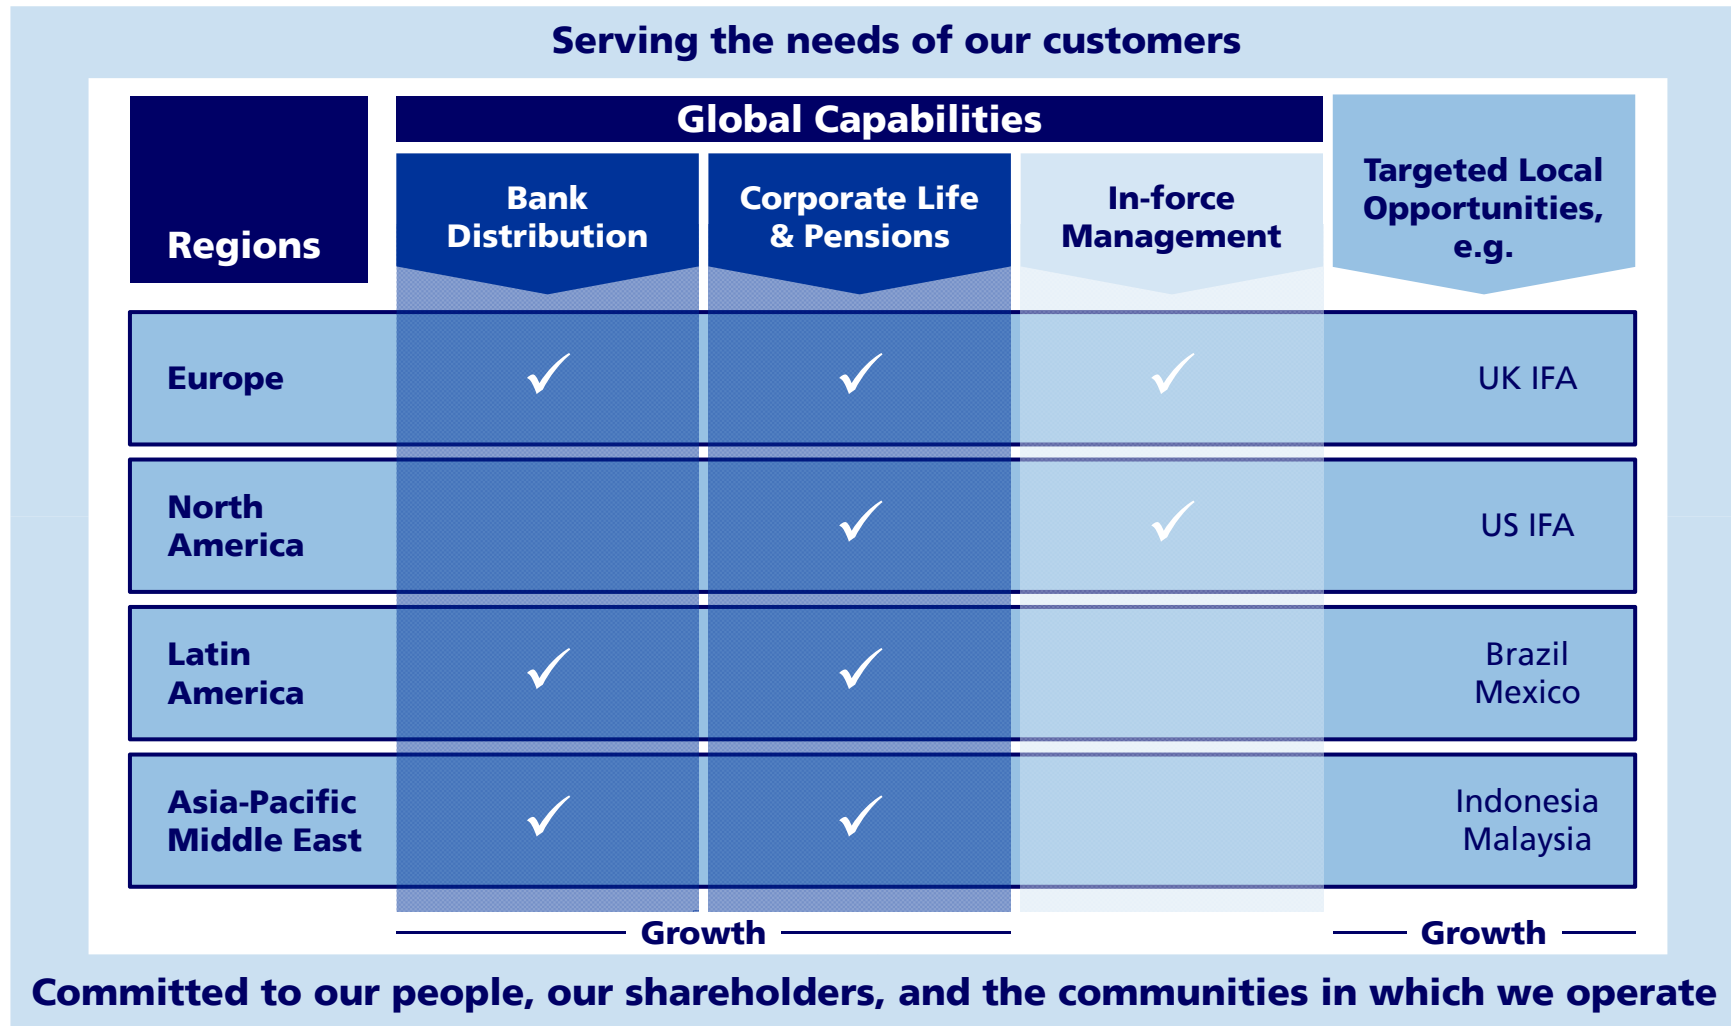 Serving the needs of our customers
Regions
Global Capabilities
Bank
Distribution
Corporate Life
& Pensions
In-force
Management
Targeted Local
Opportunities,
e.g.
Europe
✓ ✓ ✓
UK IFA
North
America
✓ ✓
US IFA
Latin
America
✓ ✓
Brazil
Mexico
Asia-Pacific
Middle East
✓ ✓
Indonesia
Malaysia
Growth
Growth
Committed to our people, our shareholders, and the communities in which we operate